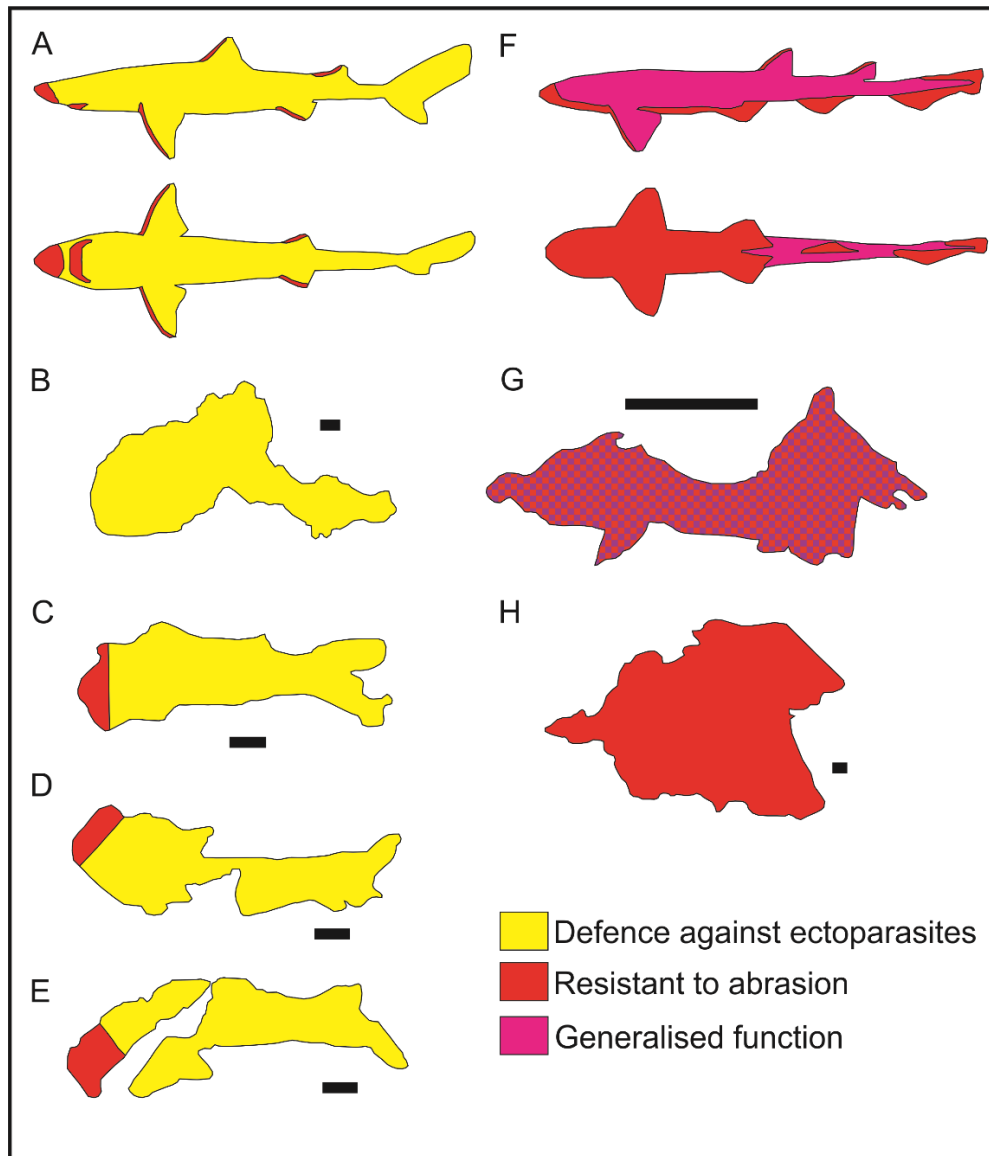 A
F
B
G
C
H
D
E
Defence against ectoparasites
Resistant to abrasion
Generalised function